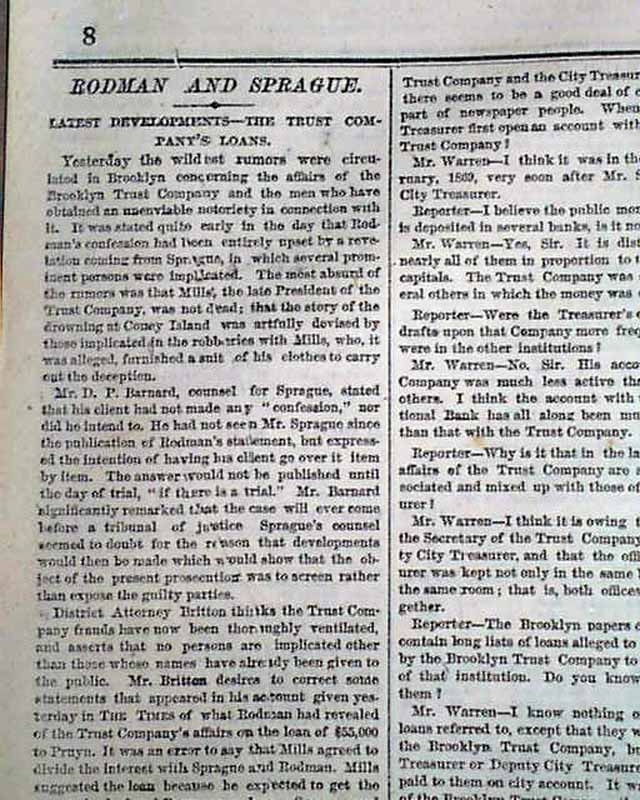 8
RODMAN AND SPRAGUE.
LATEST DEVELOPMENTS—THE TRUST COM-
PANY'S LOANS.
Yesterday the wildest rumors were circu-
lated in Brooklyn concerning the affairs of the
Brooklyn Trust Company and the men who have
obtained an unenviable notoriety in connection with
it. It was stated quite early in the day that Rod-
man's confession had been entirely upset by a reve-
lation coming from Sprague, in which several prom-
inent persons were implicated. The most absurd of
the rumors was that Mills, the late President of the
Trust Company, was not dead; that the story of the
drowning at Coney Island was artfully devised by
those implicated in the robberies with Mills, who, it
was alleged, furnished a suit of his clothes to carry
out the deception.
Mr. D. P. Barnard, counsel for Sprague, stated
that his client had not made any "confession," nor
did he intend to. He had not seen Mr. Sprague since
the publication of Rodman's statement, but express-
ed the intention of having his client go over it item
by item. The answer would not be published until
the day of trial, "if there is a trial." Mr. Barnard
significantly remarked that the case will ever come
before a tribunal of justice Sprague's counsel
seemed to doubt for the reason that developments
would then be made which would show that the ob-
ject of the present prosecution was to screen rather
than expose the guilty parties.
District Attorney Britton thinks the Trust Com-
pany frauds have now been thoroughly ventilated,
and asserts that no persons are implicated other
than those whose names have already been given to
the public. Mr. Britton desires to correct some
statements that appeared in his account given yes-
terday in THE TIMES of what Rodman had revealed
of the Trust Company's affairs on the loan of $55,000
to Pruyn. It was an error to say that Mills agreed to
divide the interest with Sprague and Rodman. Mills
suggested the loan because he expected to get the
Trust Company and the City Treasur
there seems to be a good deal of c
part of newspaper people. When
Treasurer first open an account with
Trust Company?
Mr. Warren—I think it was in the
ruary, 1869, very soon after Mr. S
City Treasurer.
Reporter—I believe the public mon
is deposited in several banks, is it no
Mr. Warren—Yes, Sir. It is dist
nearly all of them in proportion to t
capitals. The Trust Company was
eral others in which the money was
Reporter—Were the Treasurer's
drafts upon that Company more freq
were in the other institutions?
Mr. Warren—No. Sir. His acco
Company was much less active tha
others. I think the account with
tional Bank has all along been mu
than that with the Trust Company.
Reporter—Why is it that in the la
affairs of the Trust Company are
sociated and mixed up with those of
urer?
Mr. Warren—I think it is owing
the Secretary of the Trust Company
ty City Treasurer, and that the offi
urer was kept not only in the same
the same room; that is, both offices
gether.
Reporter—The Brooklyn papers
contain long lists of loans alleged to
by the Brooklyn Trust Company to
of that institution. Do you know
them?
Mr. Warren—I know nothing o
loans referred to, except that they w
the Brooklyn Trust Company, b
Treasurer or Deputy City Treasure
paid to them on city account. It w